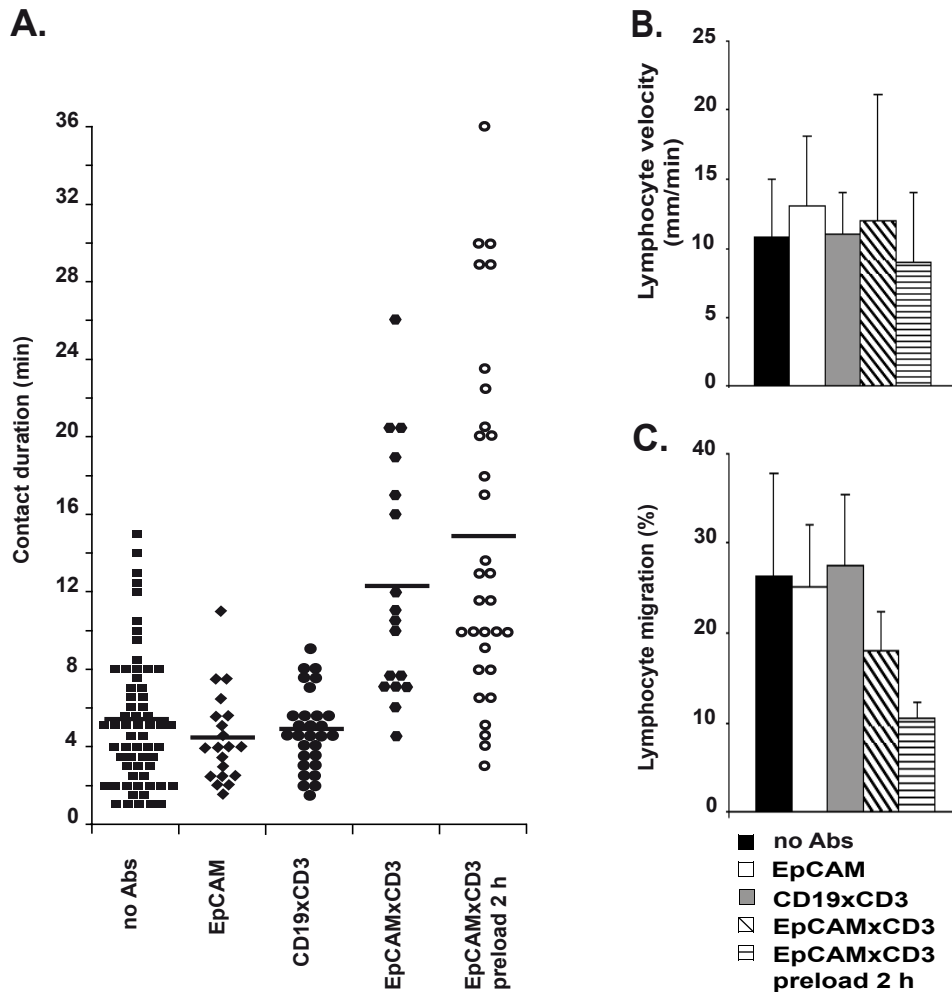 A.
36
32
28
24
20
16
12
8
4
0
Contact duration (min)
no Abs
EpCAM
CD19xCD3
EpCAMxCD3
EpCAMxCD3
preload 2 h
B.
25
20
15
10
5
0
Lymphocyte velocity
(mm/min)
C.
40
30
20
10
0
Lymphocyte migration (%)
no Abs
EpCAM
CD19xCD3
EpCAMxCD3
EpCAMxCD3
preload 2 h